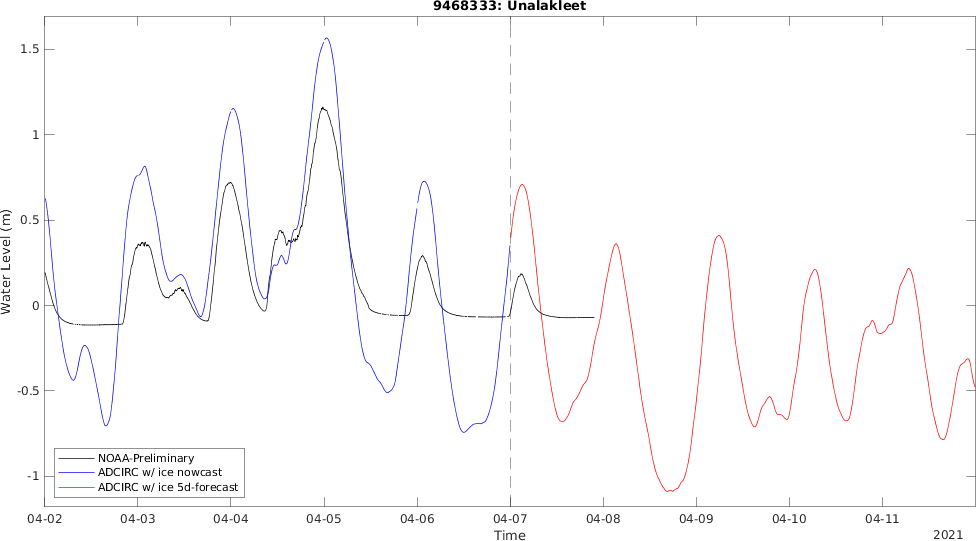 9468333: Unalakleet
Water Level (m)
1.5
1
0.5
0
-0.5
-1
NOAA-Preliminary
ADCIRC w/ ice nowcast
ADCIRC w/ ice 5d-forecast
04-02 04-03 04-04 04-05 04-06 04-07 04-08 04-09 04-10 04-11
Time
2021